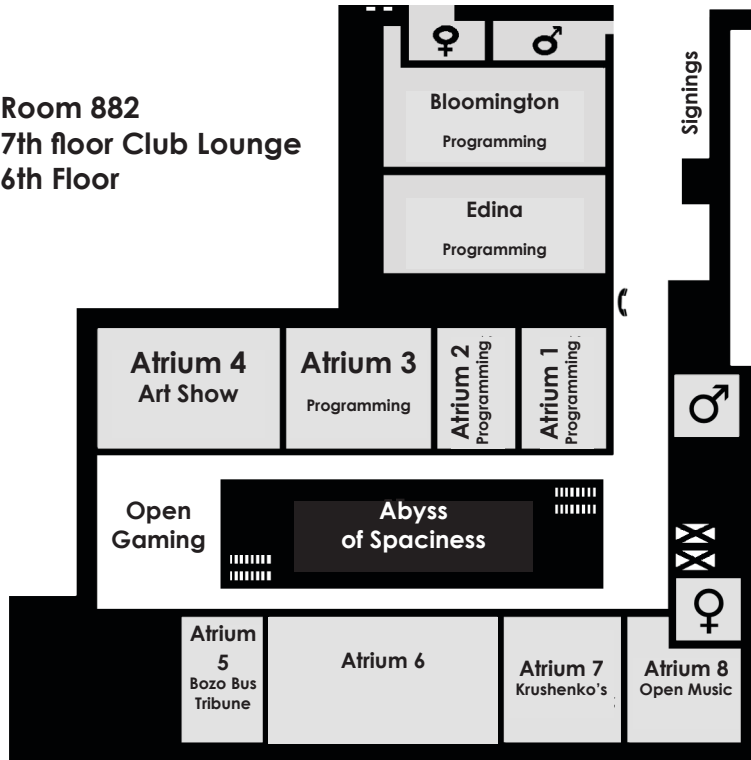 Room 882
7th floor Club Lounge
6th Floor
Bloomington
Programming
Signings
Edina
Programming
Atrium 4
Art Show
Atrium 3
Programming
Atrium 2
Programming
Atrium 1
Programming
Open
Gaming
Abyss
of Spaciness
Atrium
5
Bozo Bus
Tribune
Atrium 6
Atrium 7
Krushenko's
Atrium 8
Open Music